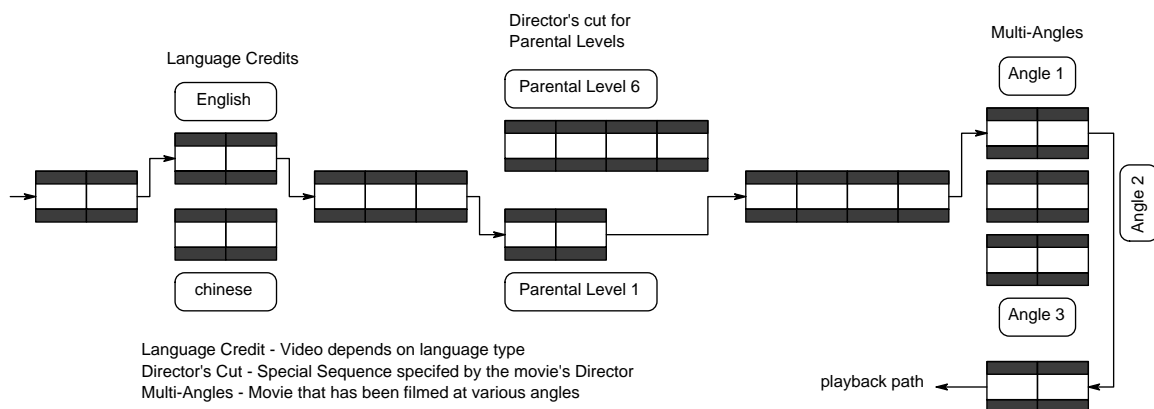 Director's cut for
Parental Levels
Multi-Angles
Language Credits
English
Parental Level 6
Angle 1
Angle 2
chinese
Parental Level 1
Angle 3
Language Credit - Video depends on language type
Director's Cut - Special Sequence specifed by the movie's Director
Multi-Angles - Movie that has been filmed at various angles
playback path